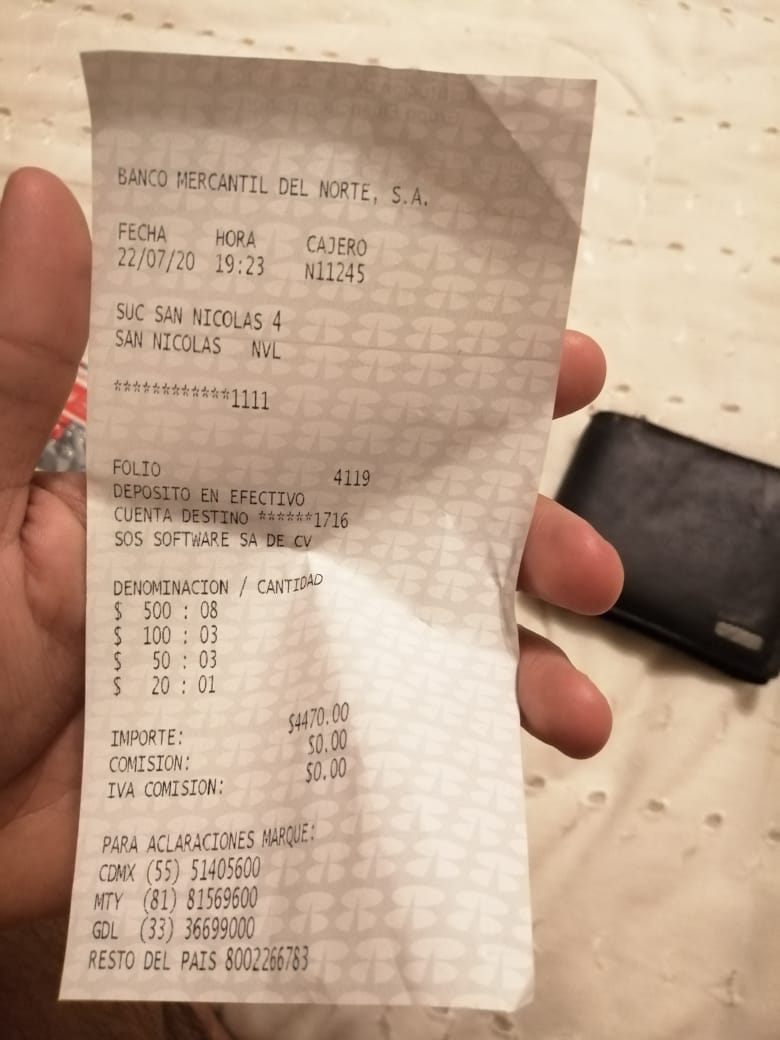 BANCO MERCANTIL DEL NORTE, S.A.
FECHA HORA CAJERO
22/07/20 19:23 N11245
SUC SAN NICOLAS 4
SAN NICOLAS NVL
************1111
FOLIO 4119
DEPOSITO EN EFECTIVO
CUENTA DESTINO ******1716
SOS SOFTWARE SA DE CV
DENOMINACION / CANTIDAD
$ 500 : 08
$ 100 : 03
$ 50 : 03
$ 20 : 01
IMPORTE: $4470.00
COMISION: $0.00
IVA COMISION: $0.00
PARA ACLARACIONES MARQUE:
CDMX (55) 51405600
MTY (81) 81569600
GDL (33) 36699000
RESTO DEL PAIS 8002266783